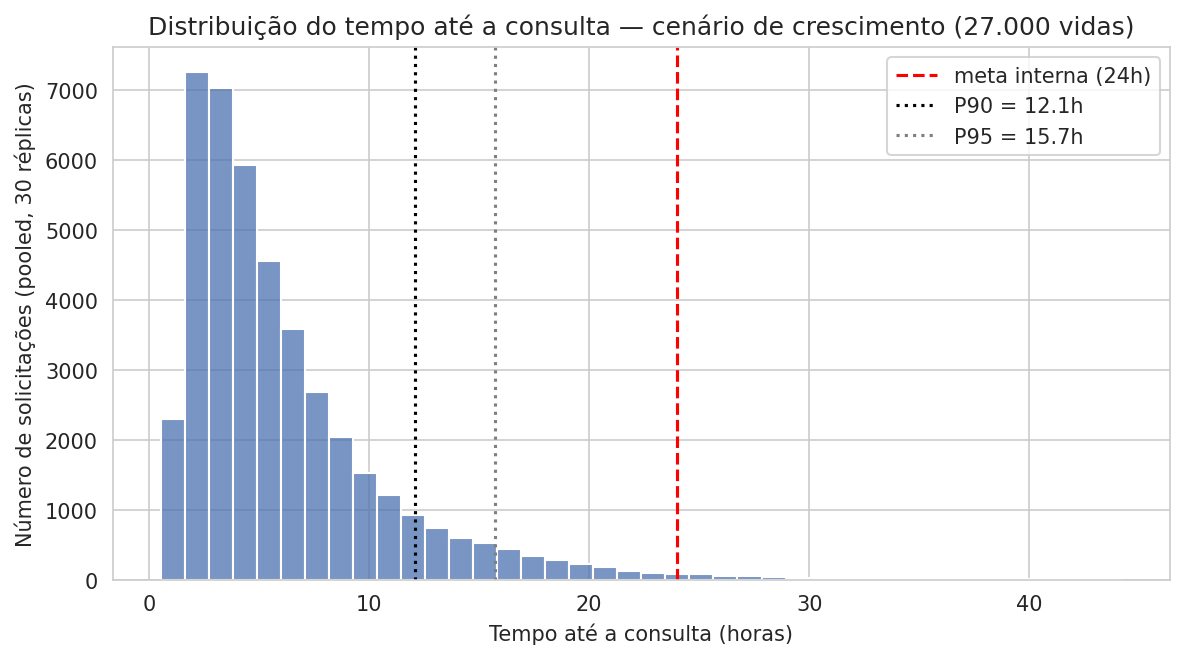 Distribuição do tempo até a consulta — cenário de crescimento (27.000 vidas)
meta interna (24h)
P90 = 12.1h
P95 = 15.7h
Número de solicitações (pooled, 30 réplicas)
7000
6000
5000
4000
3000
2000
1000
0
0 10 20 30 40
Tempo até a consulta (horas)